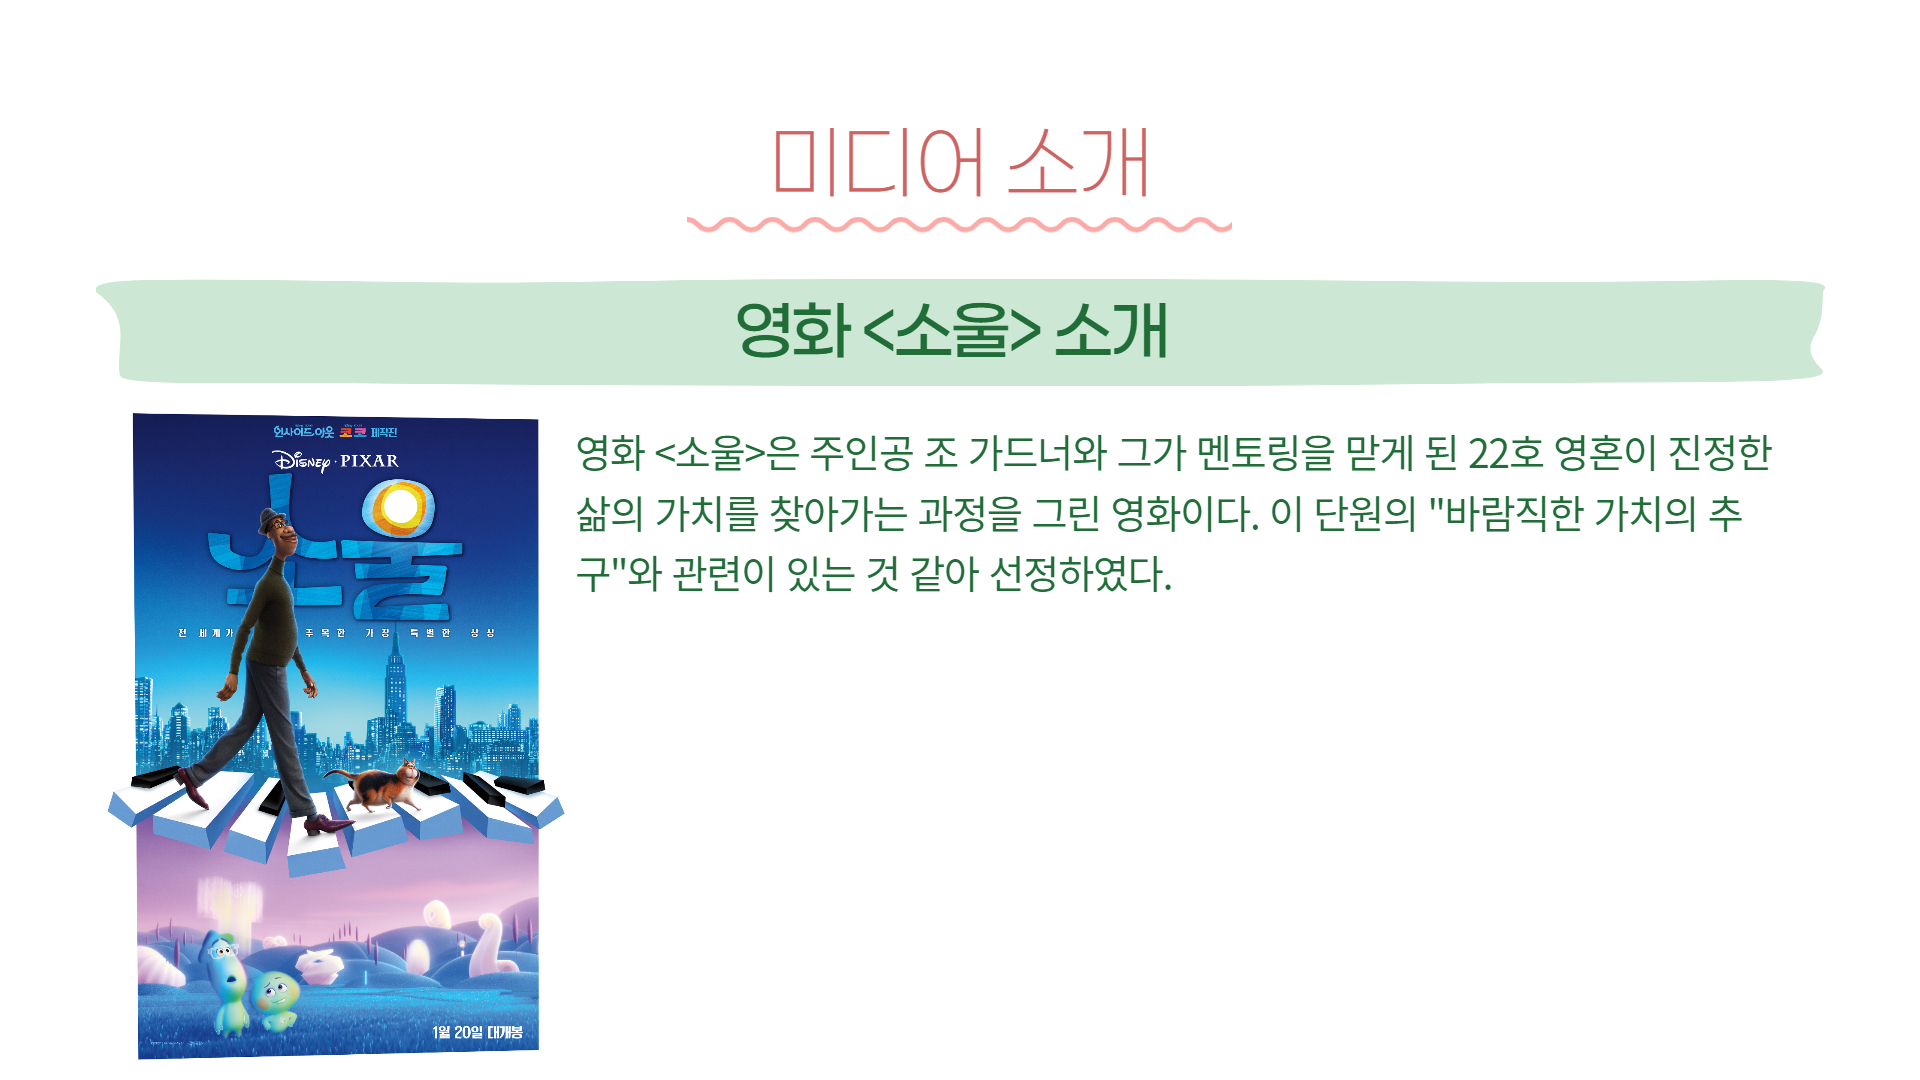 미디어 소개
영화 <소울> 소개
인사이드 아웃 코코 제작진
Disney · PIXAR
소울
전 세계가 주목한 가장 특별한 상상
1월 20일 대개봉
영화 <소울>은 주인공 조 가드너와 그가 멘토링을 맡게 된 22호 영혼이 진정한
삶의 가치를 찾아가는 과정을 그린 영화이다. 이 단원의 "바람직한 가치의 추
구"와 관련이 있는 것 같아 선정하였다.